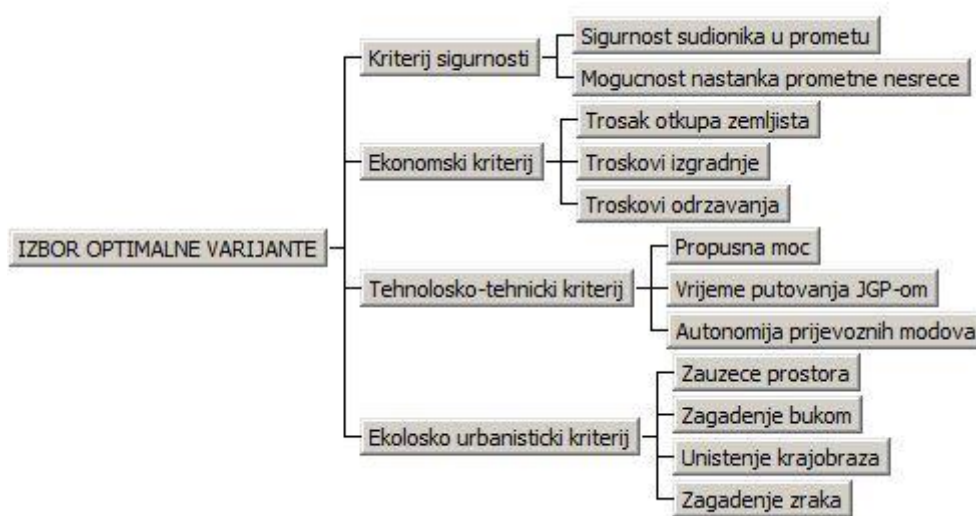 Sigurnost sudionika u prometu
Kriterij sigurnosti
Mogucnost nastanka prometne nesrece
Trosak otkupa zemljista
Ekonomski kriterij
Troskovi izgradnje
Troskovi odrzavanja
IZBOR OPTIMALNE VARIJANTE
Propusna moc
Tehnolosko-tehnicki kriterij
Vrijeme putovanja JGP-om
Autonomija prijevoznih modova
Zauzece prostora
Zagadenje bukom
Ekolosko urbanisticki kriterij
Unistenje krajobraza
Zagadenje zraka